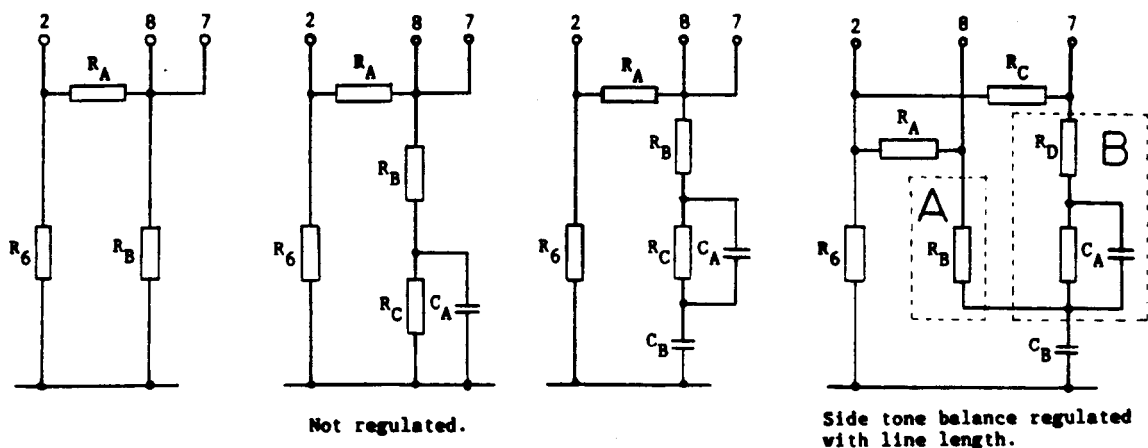 2 8 7
R_A
R_6 R_B
2 8 7
R_A
R_B
R_6
R_C C_A
Not regulated.
2 8 7
R_A
R_B
R_6 R_C C_A
C_B
2 8 7
R_C
R_A
R_D B
A
R_6 R_B C_A
C_B
Side tone balance regulated
with line length.